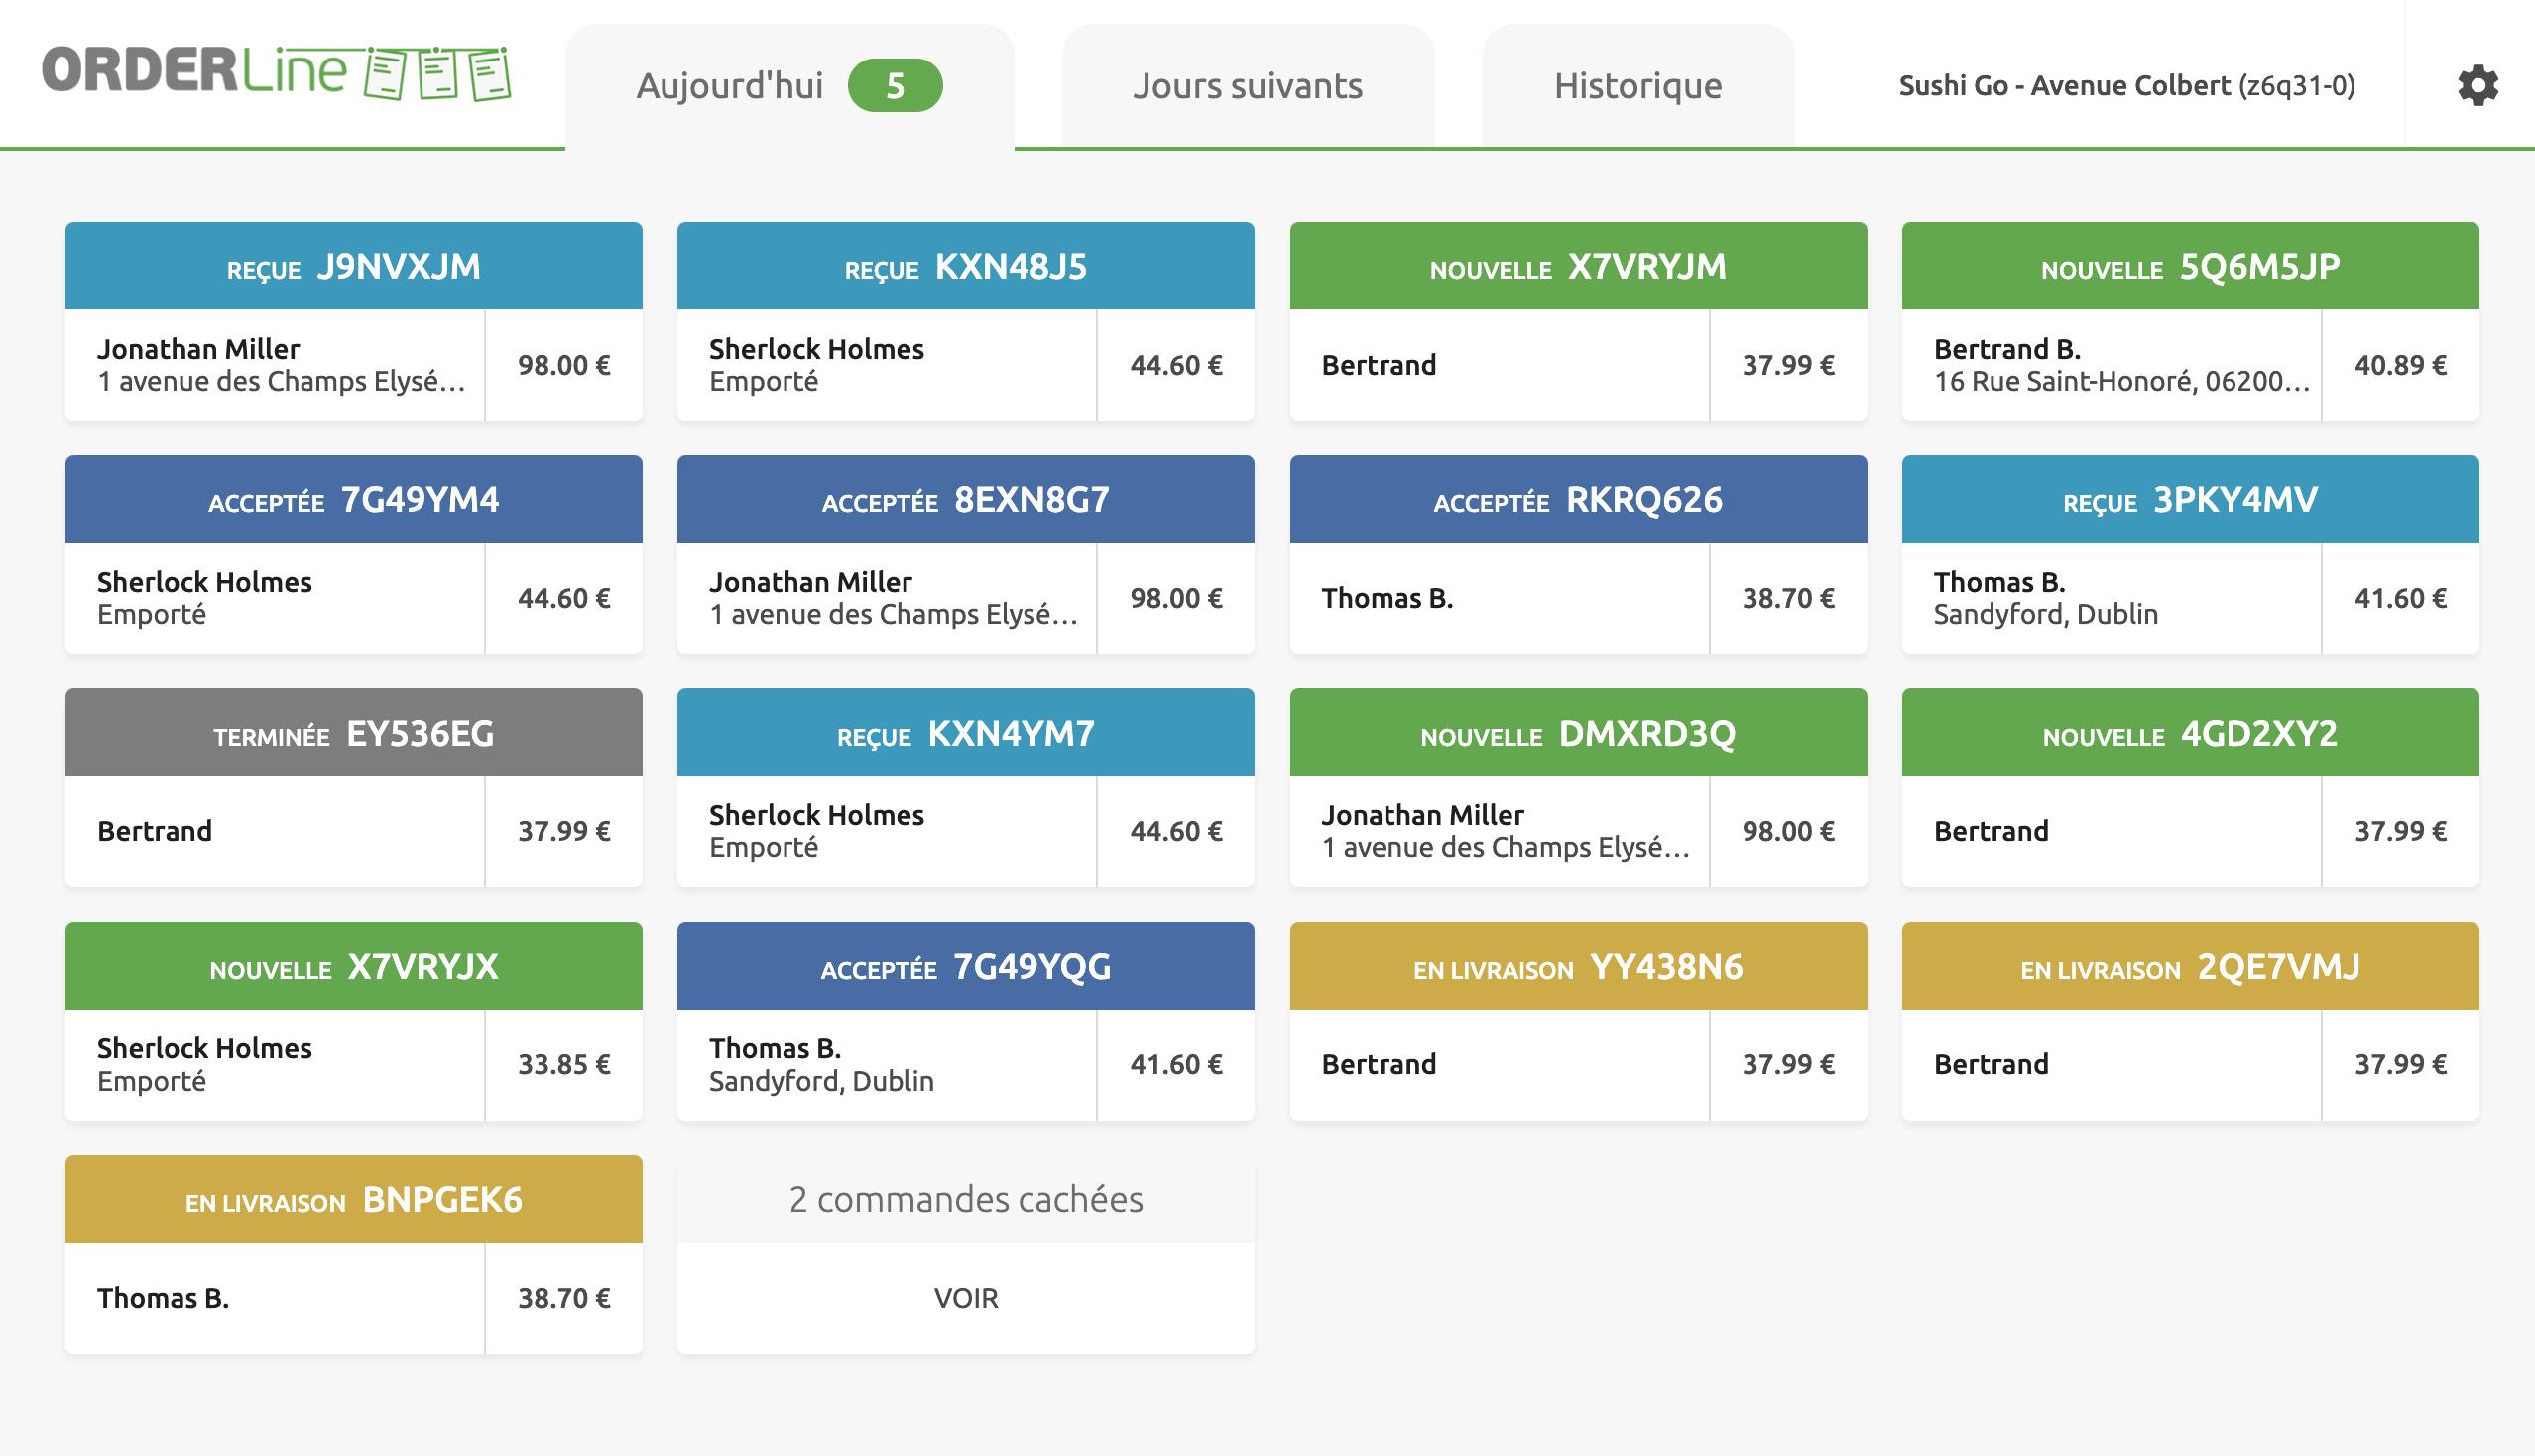 ORDERLine
Aujourd'hui 5
Jours suivants
Historique
Sushi Go - Avenue Colbert (z6q31-0)
REÇUE J9NVXJM
Jonathan Miller
1 avenue des Champs Elysé...
98.00 €
REÇUE KXN48J5
Sherlock Holmes
Emporté
44.60 €
NOUVELLE X7VRYJM
Bertrand
37.99 €
NOUVELLE 5Q6M5JP
Bertrand B.
16 Rue Saint-Honoré, 06200...
40.89 €
ACCEPTÉE 7G49YM4
Sherlock Holmes
Emporté
44.60 €
ACCEPTÉE 8EXN8G7
Jonathan Miller
1 avenue des Champs Elysé...
98.00 €
ACCEPTÉE RKRQ626
Thomas B.
38.70 €
REÇUE 3PKY4MV
Thomas B.
Sandyford, Dublin
41.60 €
TERMINÉE EY536EG
Bertrand
37.99 €
REÇUE KXN4YM7
Sherlock Holmes
Emporté
44.60 €
NOUVELLE DMXRD3Q
Jonathan Miller
1 avenue des Champs Elysé...
98.00 €
NOUVELLE 4GD2XY2
Bertrand
37.99 €
NOUVELLE X7VRYJX
Sherlock Holmes
Emporté
33.85 €
ACCEPTÉE 7G49YQG
Thomas B.
Sandyford, Dublin
41.60 €
EN LIVRAISON YY438N6
Bertrand
37.99 €
EN LIVRAISON 2QE7VMJ
Bertrand
37.99 €
EN LIVRAISON BNPGEK6
Thomas B.
38.70 €
2 commandes cachées
VOIR